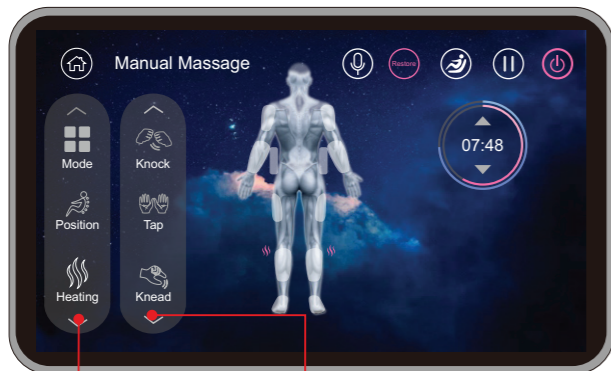 Manual Massage
Restore
Mode
Position
Heating
Knock
Tap
Knead
07:48